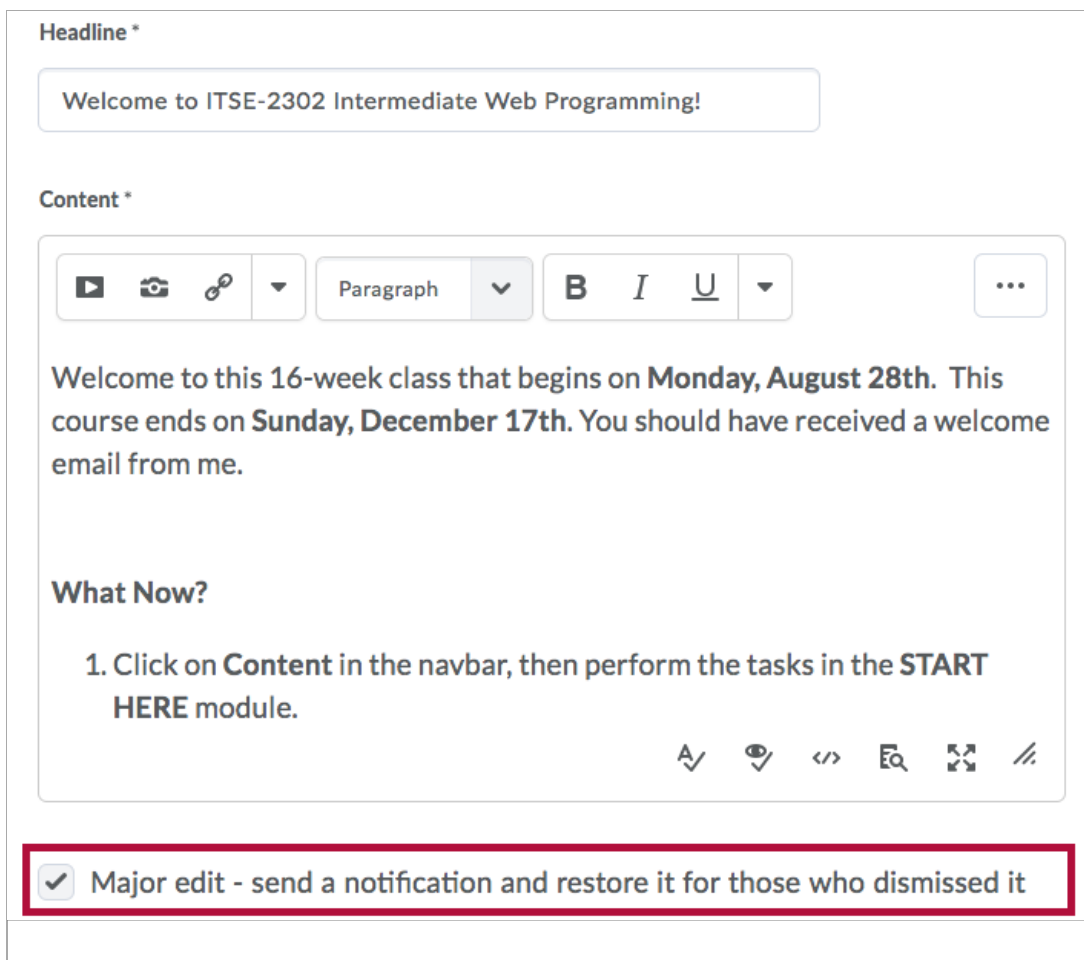 Headline *
Welcome to ITSE-2302 Intermediate Web Programming!
Content *
Paragraph
B I U
Welcome to this 16-week class that begins on Monday, August 28th.  This
course ends on Sunday, December 17th. You should have received a welcome
email from me.
What Now?
1. Click on Content in the navbar, then perform the tasks in the START
HERE module.
Major edit - send a notification and restore it for those who dismissed it